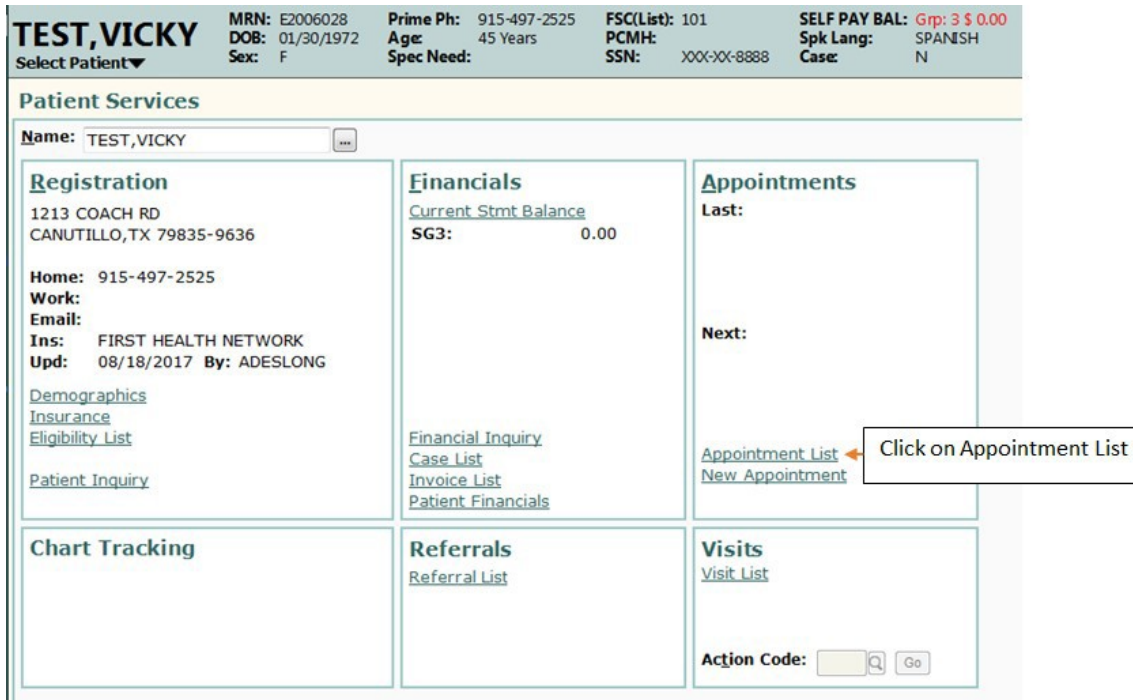 TEST,VICKY
Select Patient▼
MRN: E2006028
DOB: 01/30/1972
Sex: F
Prime Ph: 915-497-2525
Age: 45 Years
Spec Need:
FSC(List): 101
PCMH:
SSN: XXX-XX-8888
SELF PAY BAL: Grp: 3 $ 0.00
Spk Lang: SPANISH
Case: N
Patient Services
Name: TEST,VICKY ...
Registration
1213 COACH RD
CANUTILLO,TX 79835-9636
Home: 915-497-2525
Work:
Email:
Ins: FIRST HEALTH NETWORK
Upd: 08/18/2017 By: ADESLONG
Demographics
Insurance
Eligibility List
Patient Inquiry
Financials
Current Stmt Balance
SG3: 0.00
Financial Inquiry
Case List
Invoice List
Patient Financials
Appointments
Last:
Next:
Appointment List
New Appointment
Click on Appointment List
Chart Tracking
Referrals
Referral List
Visits
Visit List
Action Code: Go